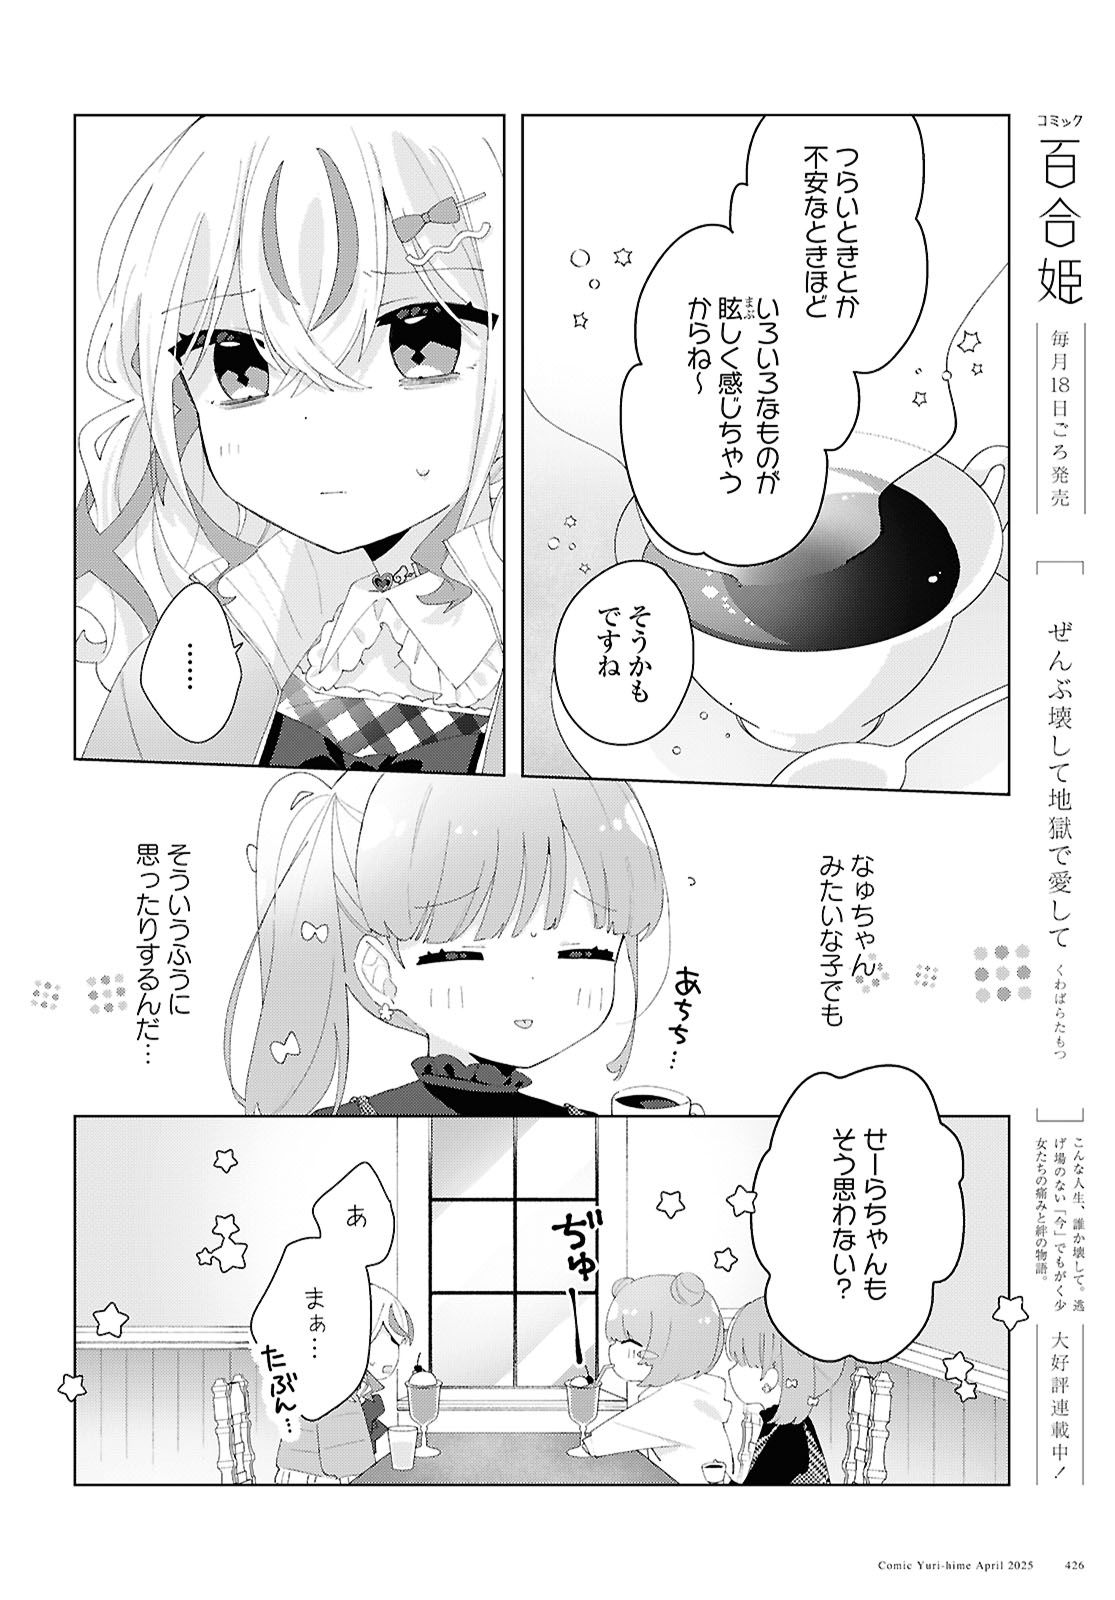 つらいときとか
不安なときほど
いろいろなものが
眩しく感じちゃう
まぶ
からね～
そうかも
ですね
……
なゅちゃん
みたいな子でも
あちち…
そういうふうに
思ったりするんだ…
せーらちゃんも
そう思わない？
ぢゅー
あ
まぁ…
たぶん…
コミック
百合姫
毎月18日ごろ発売
ぜんぶ壊して地獄で愛して
くわばらたもつ
こんな人生、誰か壊して。逃
げ場のない「今」でもがく少
女たちの痛みと絆の物語。
大好評連載中！
Comic Yuri-hime April 2025 426